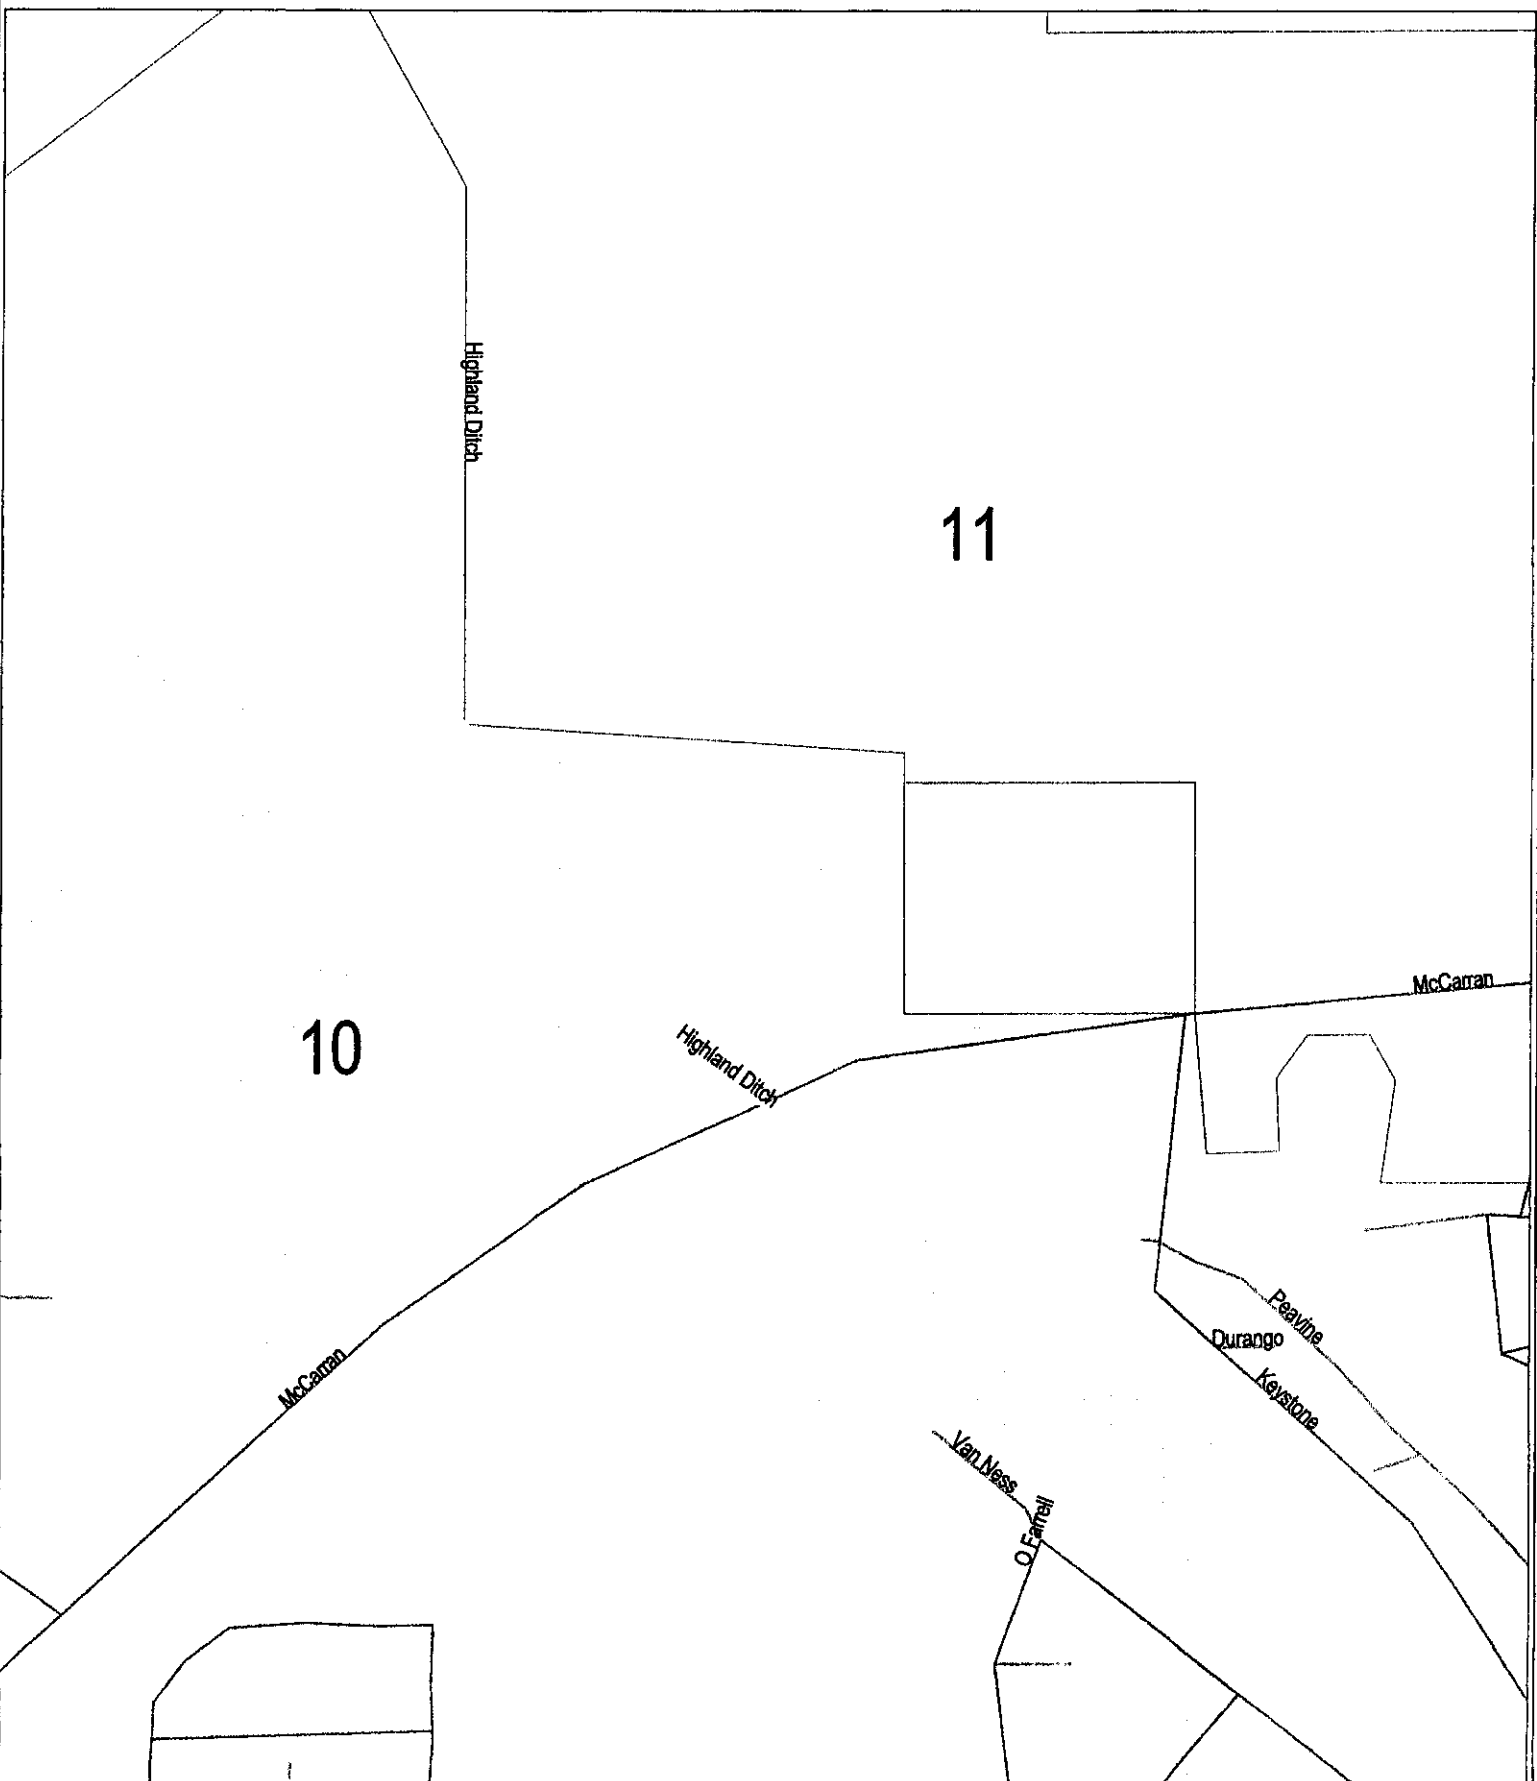 Highland Ditch
11
McCarran
10
Highland Ditch
Peavine
Durango
McCarran
Keystone
Van Ness
O Farrell